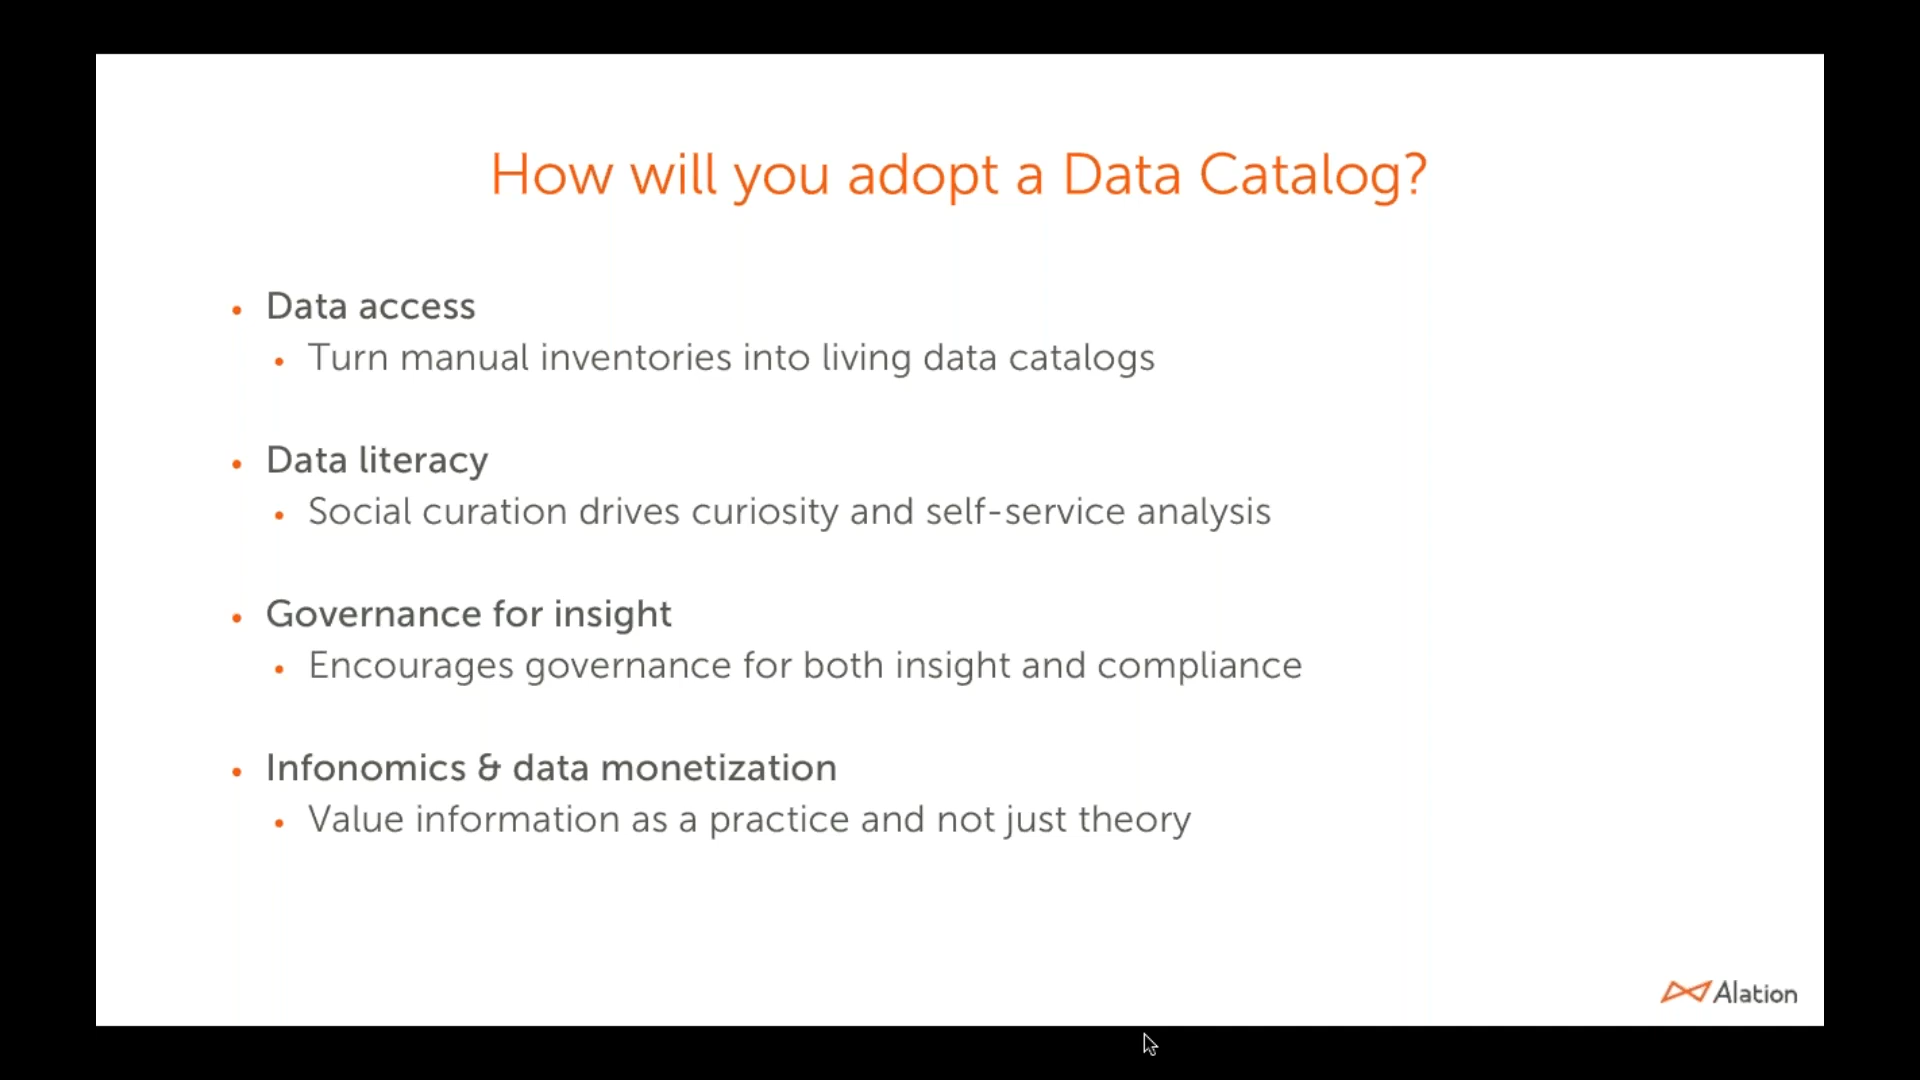 How will you adopt a Data Catalog?
• Data access
• Turn manual inventories into living data catalogs
• Data literacy
• Social curation drives curiosity and self-service analysis
• Governance for insight
• Encourages governance for both insight and compliance
• Infonomics & data monetization
• Value information as a practice and not just theory
Alation